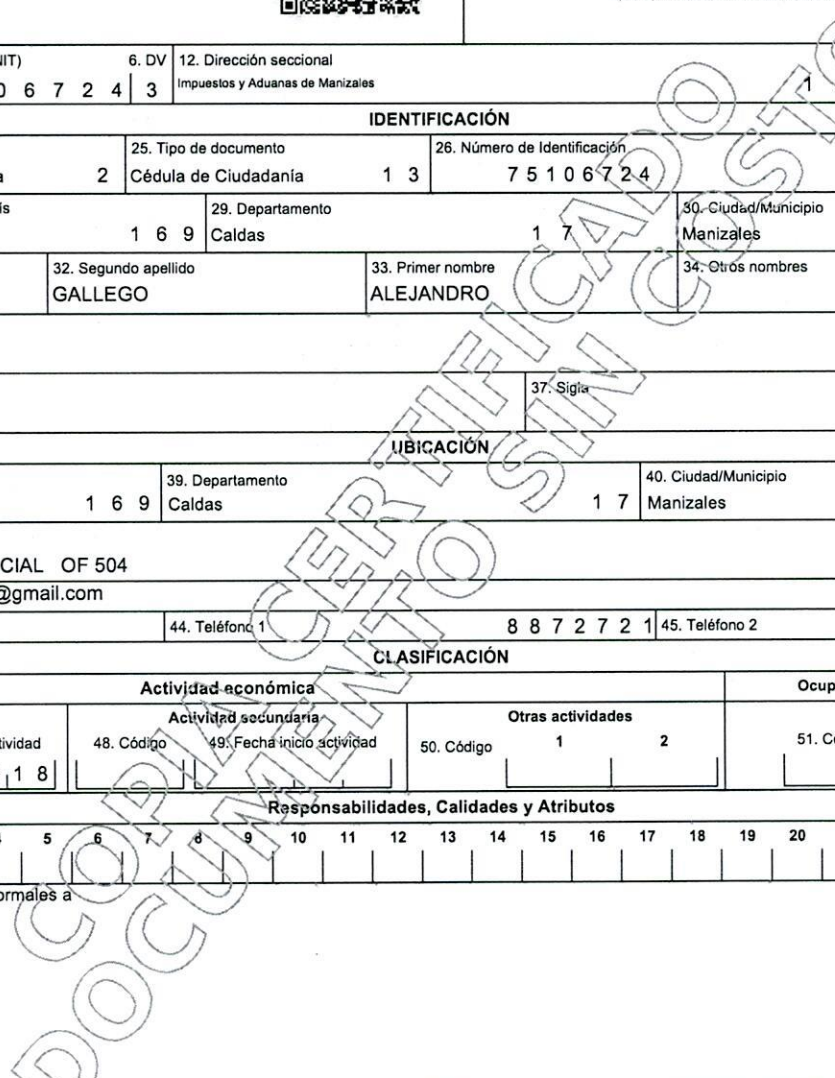 6. DV 12. Dirección seccional
6 7 2 4 3 Impuestos y Aduanas de Manizales 1
IDENTIFICACIÓN
25. Tipo de documento 26. Número de Identificación
2 Cédula de Ciudadanía 1 3 7 5 1 0 6 7 2 4
29. Departamento 30. Ciudad/Municipio
1 6 9 Caldas 1 7 Manizales
32. Segundo apellido 33. Primer nombre 34. Otros nombres
GALLEGO ALEJANDRO
37. Sigla
UBICACIÓN
39. Departamento 40. Ciudad/Municipio
1 6 9 Caldas 1 7 Manizales
CIAL OF 504
@gmail.com
44. Teléfono 1 8 8 7 2 7 2 1 45. Teléfono 2
CLASIFICACIÓN
Actividad económica Ocup
Actividad secundaria Otras actividades
tividad 48. Código 49. Fecha inicio actividad 50. Código 1 2 51. C
1 8
Responsabilidades, Calidades y Atributos
5 6 7 8 9 10 11 12 13 14 15 16 17 18 19 20
ormales a
COPIA CERTIFICADO
DOCUMENTO SIN COSTO